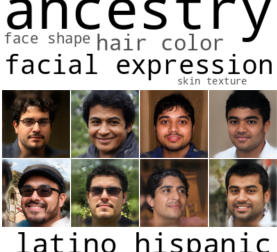 ancestry
face shape hair color
facial expression
skin texture
latino hispanic